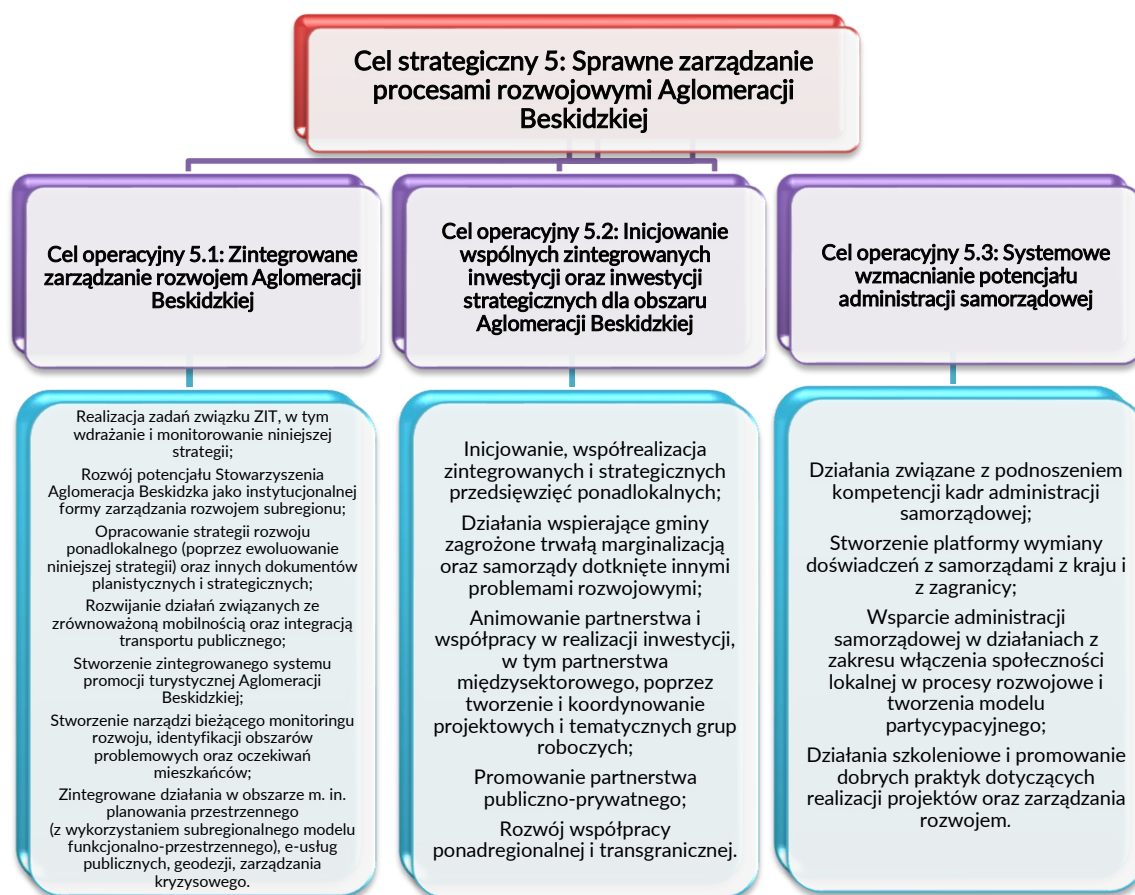 Cel strategiczny 5: Sprawne zarządzanie
procesami rozwojowymi Aglomeracji
Beskidzkiej
Cel operacyjny 5.1: Zintegrowane
zarządzanie rozwojem Aglomeracji
Beskidzkiej
Realizacja zadań związku ZIT, w tym
wdrażanie i monitorowanie niniejszej
strategii;
Rozwój potencjału Stowarzyszenia
Aglomeracja Beskidzka jako instytucjonalnej
formy zarządzania rozwojem subregionu;
Opracowanie strategii rozwoju
ponadlokalnego (poprzez ewoluowanie
niniejszej strategii) oraz innych dokumentów
planistycznych i strategicznych;
Rozwijanie działań związanych ze
zrównoważoną mobilnością oraz integracją
transportu publicznego;
Stworzenie zintegrowanego systemu
promocji turystycznej Aglomeracji
Beskidzkiej;
Stworzenie narządzi bieżącego monitoringu
rozwoju, identyfikacji obszarów
problemowych oraz oczekiwań
mieszkańców;
Zintegrowane działania w obszarze m. in.
planowania przestrzennego
(z wykorzystaniem subregionalnego modelu
funkcjonalno-przestrzennego), e-usług
publicznych, geodezji, zarządzania
kryzysowego.
Cel operacyjny 5.2: Inicjowanie
wspólnych zintegrowanych
inwestycji oraz inwestycji
strategicznych dla obszaru
Aglomeracji Beskidzkiej
Inicjowanie, współrealizacja
zintegrowanych i strategicznych
przedsięwzięć ponadlokalnych;
Działania wspierające gminy
zagrożone trwałą marginalizacją
oraz samorządy dotknięte innymi
problemami rozwojowymi;
Animowanie partnerstwa i
współpracy w realizacji inwestycji,
w tym partnerstwa
międzysektorowego, poprzez
tworzenie i koordynowanie
projektowych i tematycznych grup
roboczych;
Promowanie partnerstwa
publiczno-prywatnego;
Rozwój współpracy
ponadregionalnej i transgranicznej.
Cel operacyjny 5.3: Systemowe
wzmacnianie potencjału
administracji samorządowej
Działania związane z podnoszeniem
kompetencji kadr administracji
samorządowej;
Stworzenie platformy wymiany
doświadczeń z samorządami z kraju i
z zagranicy;
Wsparcie administracji
samorządowej w działaniach z
zakresu włączenia społeczności
lokalnej w procesy rozwojowe i
tworzenia modelu
partycypacyjnego;
Działania szkoleniowe i promowanie
dobrych praktyk dotyczących
realizacji projektów oraz zarządzania
rozwojem.